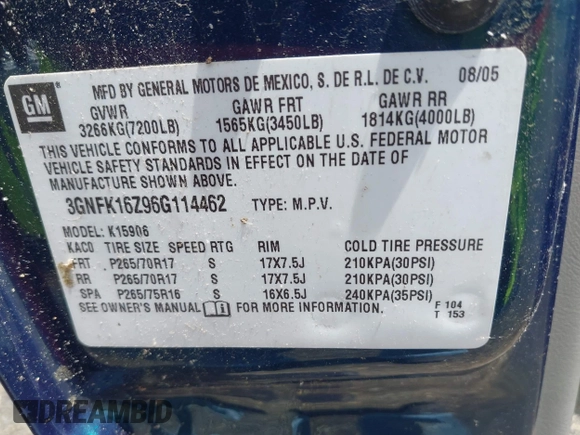 GM
®
MFD BY GENERAL MOTORS DE MEXICO, S. DE R.L. DE C.V. 08/05
GVWR GAWR FRT GAWR RR
3266KG(7200LB) 1565KG(3450LB) 1814KG(4000LB)
THIS VEHICLE CONFORMS TO ALL APPLICABLE U.S. FEDERAL MOTOR
VEHICLE SAFETY STANDARDS IN EFFECT ON THE DATE OF
MANUFACTURE SHOWN ABOVE.
3GNFK16Z96G114462 TYPE: M.P.V.
MODEL: K15906
KACO TIRE SIZE SPEED RTG RIM COLD TIRE PRESSURE
FRT P265/70R17 S 17X7.5J 210KPA(30PSI)
RR P265/70R17 S 17X7.5J 210KPA(30PSI)
SPA P265/75R16 S 16X6.5J 240KPA(35PSI)
SEE OWNER'S MANUAL FOR MORE INFORMATION.
F 104
T 153
DREAMBID